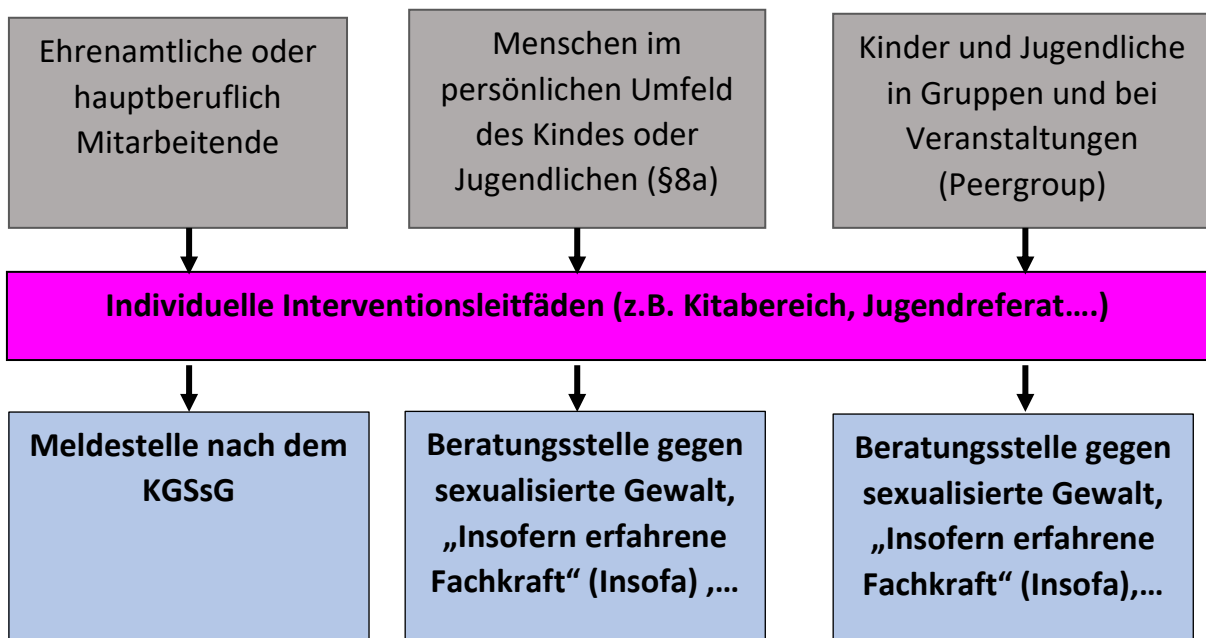 Ehrenamtliche oder
hauptberuflich
Mitarbeitende
Menschen im
persönlichen Umfeld
des Kindes oder
Jugendlichen (§8a)
Kinder und Jugendliche
in Gruppen und bei
Veranstaltungen
(Peergroup)
Individuelle Interventionsleitfäden (z.B. Kitabereich, Jugendreferat….)
Meldestelle nach dem
KGSsG
Beratungsstelle gegen
sexualisierte Gewalt,
„Insofern erfahrene
Fachkraft“ (Insofa) ,…
Beratungsstelle gegen
sexualisierte Gewalt,
„Insofern erfahrene
Fachkraft“ (Insofa),…